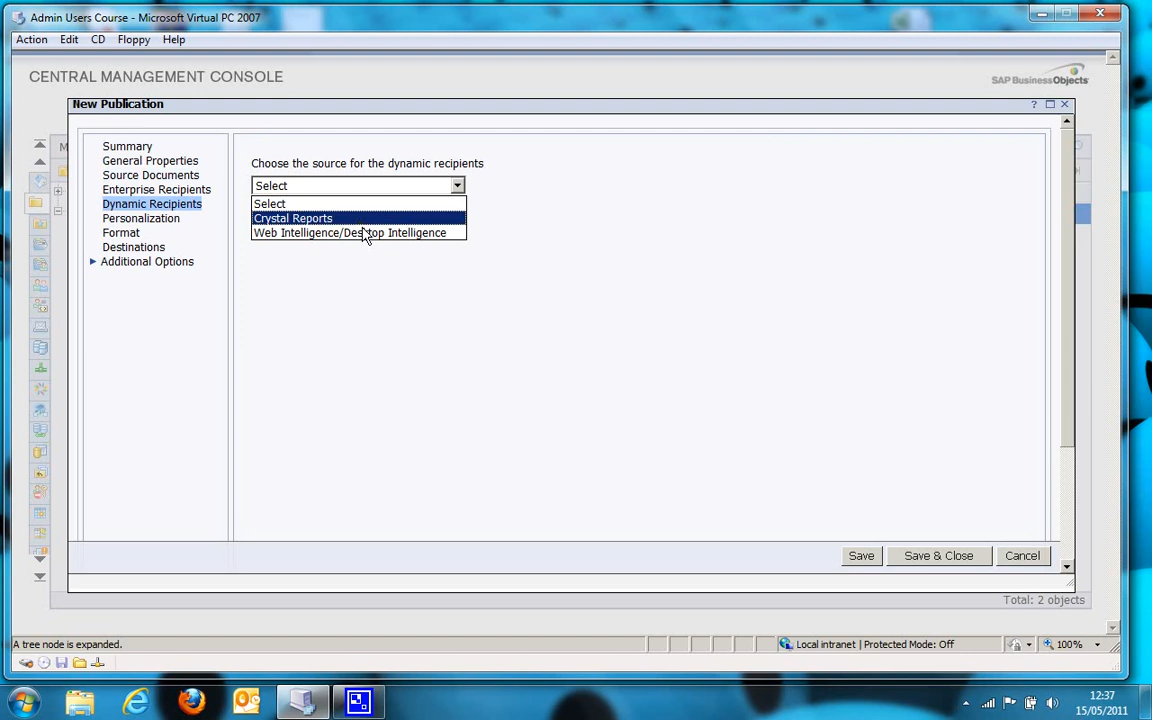 Admin Users Course - Microsoft Virtual PC 2007
Action Edit CD Floppy Help
CENTRAL MANAGEMENT CONSOLE
SAP BusinessObjects
New Publication
?
M
Summary
General Properties
Source Documents
Enterprise Recipients
Dynamic Recipients
Personalization
Format
Destinations
Additional Options
Choose the source for the dynamic recipients
Select
Select
Crystal Reports
Web Intelligence/Desktop Intelligence
Save Save & Close Cancel
Total: 2 objects
A tree node is expanded.
Local intranet | Protected Mode: Off
100%
12:37
15/05/2011